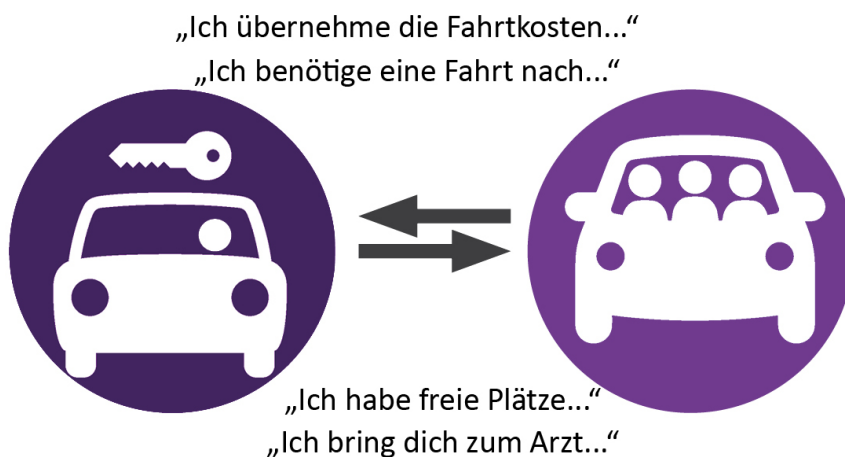 „Ich übernehme die Fahrtkosten...“
„Ich benötige eine Fahrt nach...“
„Ich habe freie Plätze...“
„Ich bring dich zum Arzt...“